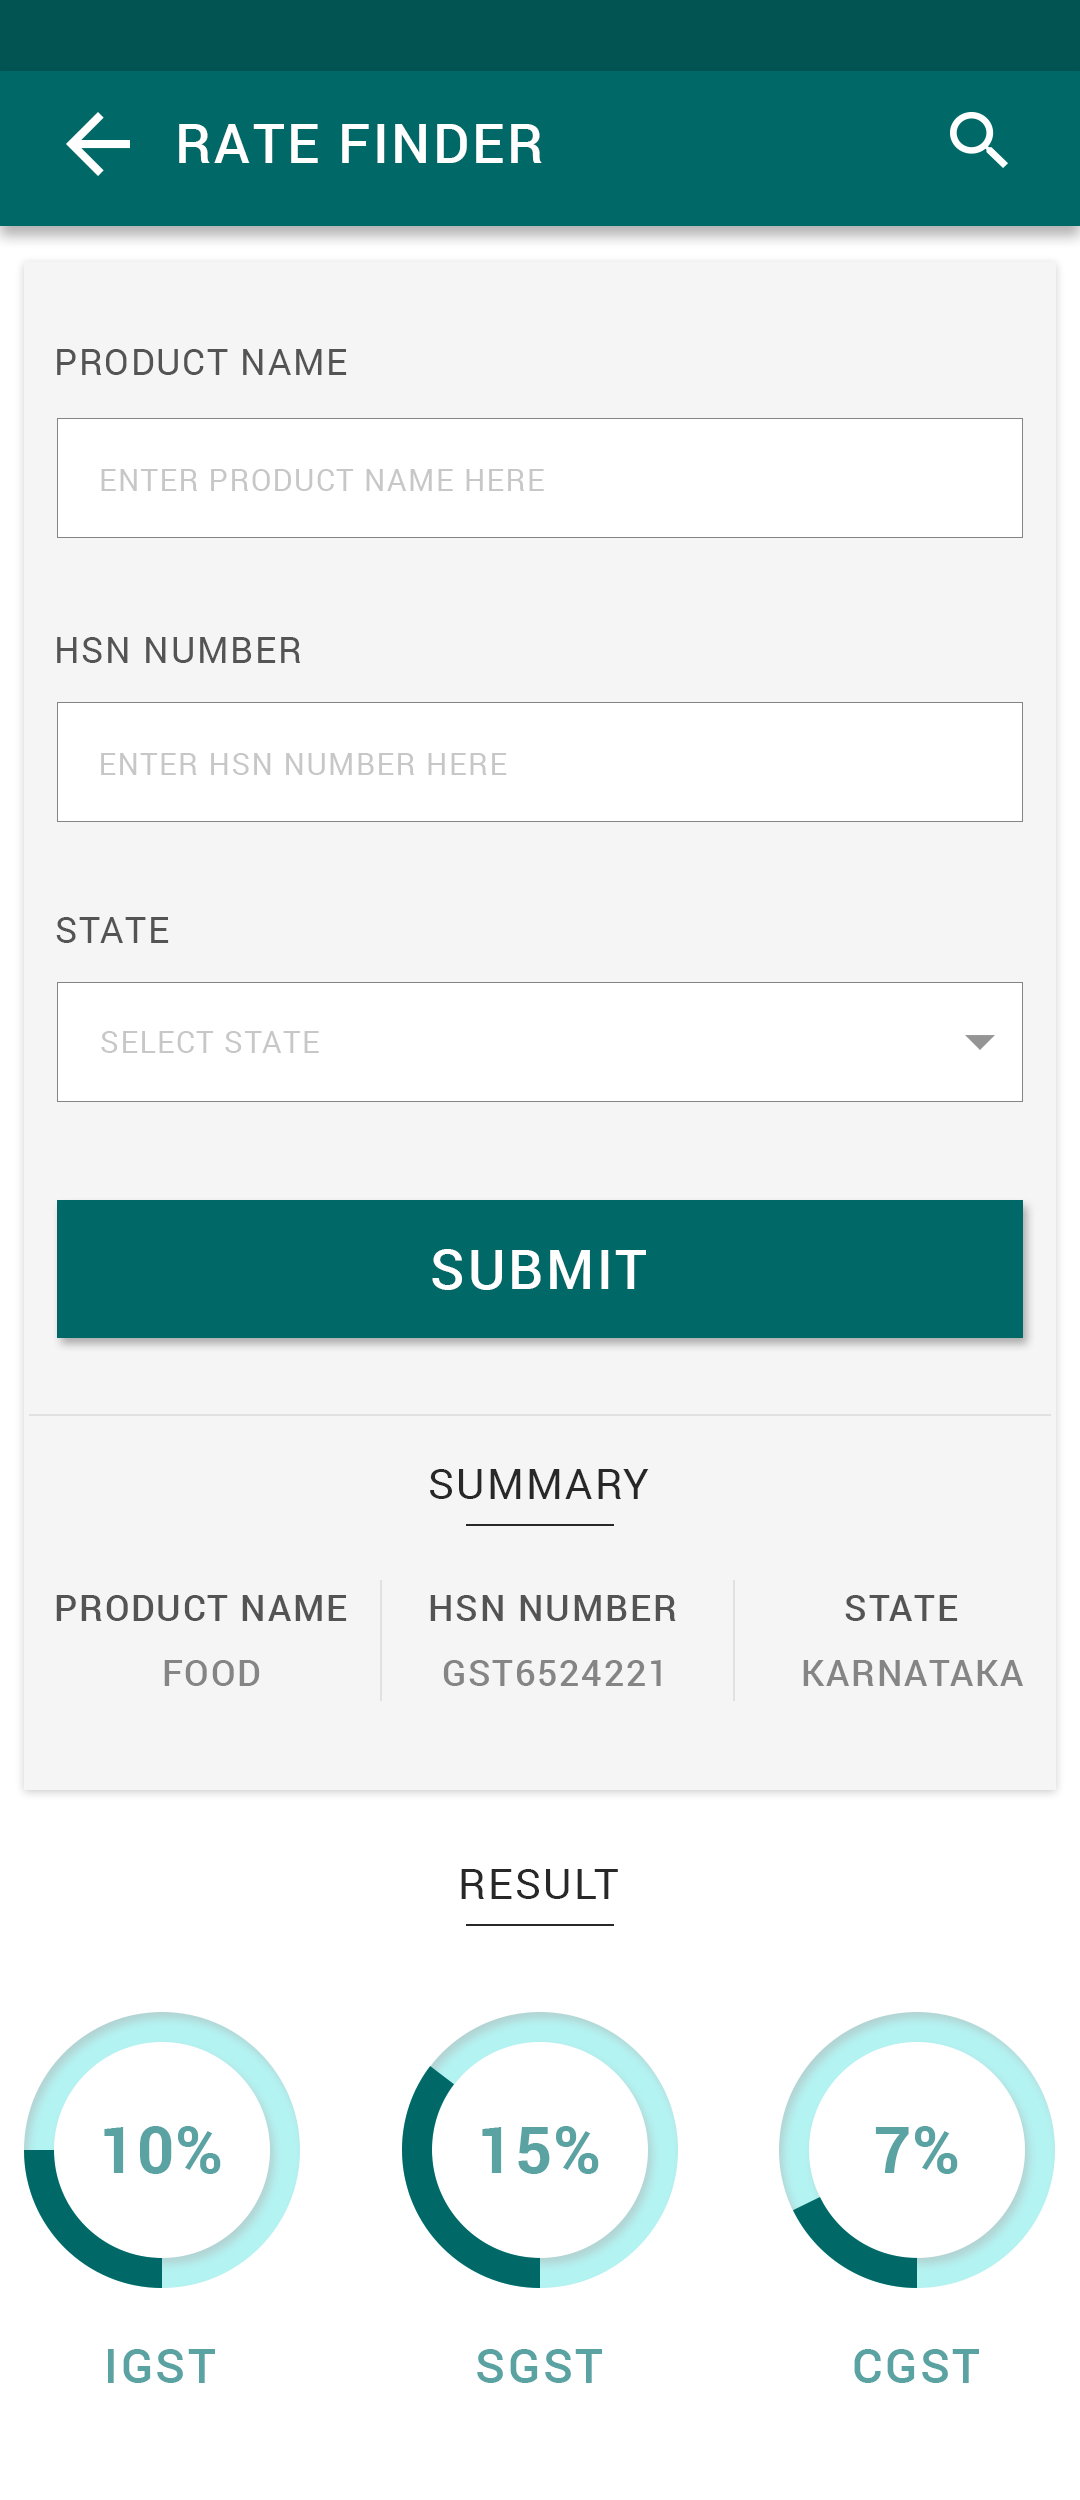 RATE FINDER
PRODUCT NAME
ENTER PRODUCT NAME HERE
HSN NUMBER
ENTER HSN NUMBER HERE
STATE
SELECT STATE
SUBMIT
SUMMARY
PRODUCT NAME HSN NUMBER STATE
FOOD GST6524221 KARNATAKA
RESULT
10% 15% 7%
IGST SGST CGST